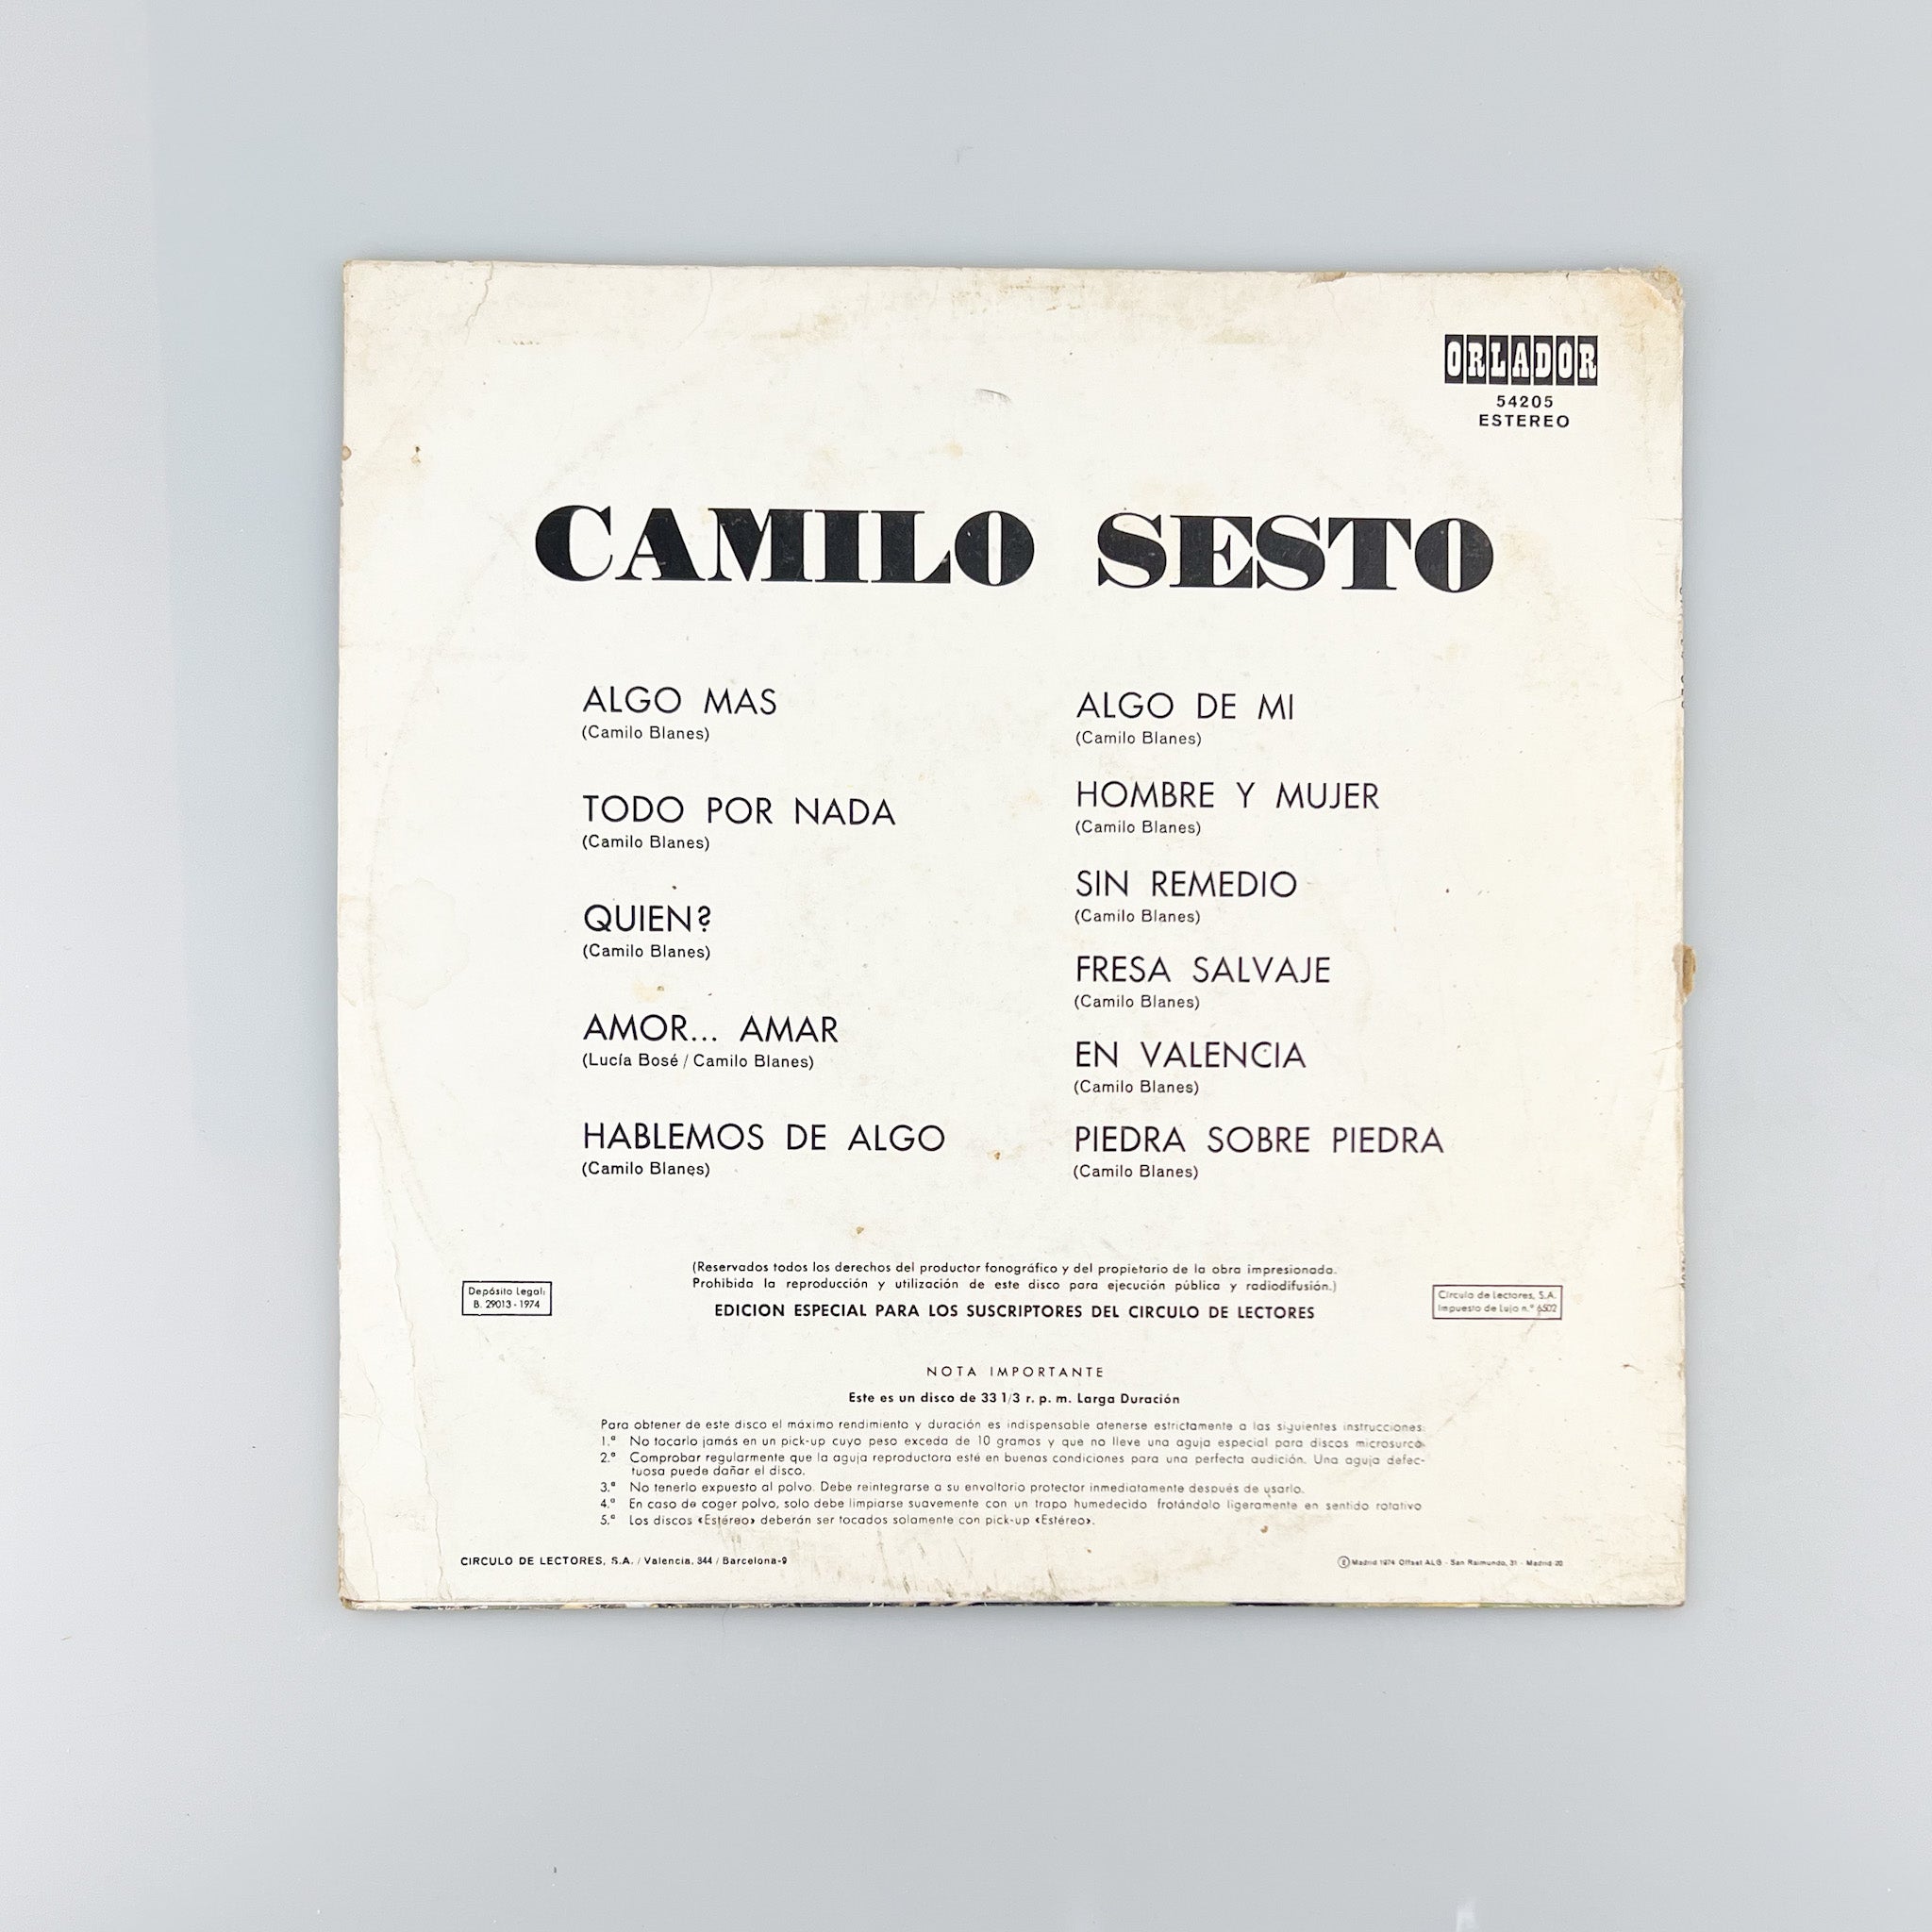 ORLADOR
54205
ESTEREO
CAMILO SESTO
ALGO MAS
(Camilo Blanes)
TODO POR NADA
(Camilo Blanes)
QUIEN?
(Camilo Blanes)
AMOR... AMAR
(Lucía Bosé / Camilo Blanes)
HABLEMOS DE ALGO
(Camilo Blanes)
ALGO DE MI
(Camilo Blanes)
HOMBRE Y MUJER
(Camilo Blanes)
SIN REMEDIO
(Camilo Blanes)
FRESA SALVAJE
(Camilo Blanes)
EN VALENCIA
(Camilo Blanes)
PIEDRA SOBRE PIEDRA
(Camilo Blanes)
Depósito Legal:
B. 29013 - 1974
(Reservados todos los derechos del productor fonográfico y del propietario de la obra impresionada.
Prohibida la reproducción y utilización de este disco para ejecución pública y radiodifusión.)
EDICION ESPECIAL PARA LOS SUSCRIPTORES DEL CIRCULO DE LECTORES
Círculo de Lectores, S.A.
Impuesto de Lujo n.º 6502
NOTA IMPORTANTE
Este es un disco de 33 1/3 r. p. m. Larga Duración
Para obtener de este disco el máximo rendimiento y duración es indispensable atenerse estrictamente a las siguientes instrucciones:
1.ª No tocarlo jamás en un pick-up cuyo peso exceda de 10 gramos y que no lleve una aguja especial para discos microsurco.
2.ª Comprobar regularmente que la aguja reproductora esté en buenas condiciones para una perfecta audición. Una aguja defec-
tuosa puede dañar el disco.
3.ª No tenerlo expuesto al polvo. Debe reintegrarse a su envoltorio protector inmediatamente después de usarlo.
4.ª En caso de coger polvo, solo debe limpiarse suavemente con un trapo humedecido frotándolo ligeramente en sentido rotativo
5.ª Los discos «Estéreo» deberán ser tocados solamente con pick-up «Estéreo».
CIRCULO DE LECTORES, S.A. / Valencia, 344 / Barcelona-9
Madrid 1974 Offset ALG - San Raimundo, 31 - Madrid 20